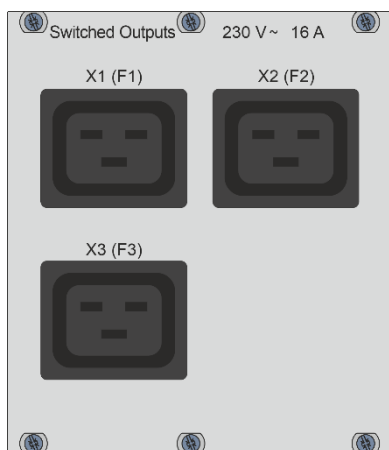 Switched Outputs 230 V~ 16 A
X1 (F1) X2 (F2)
X3 (F3)